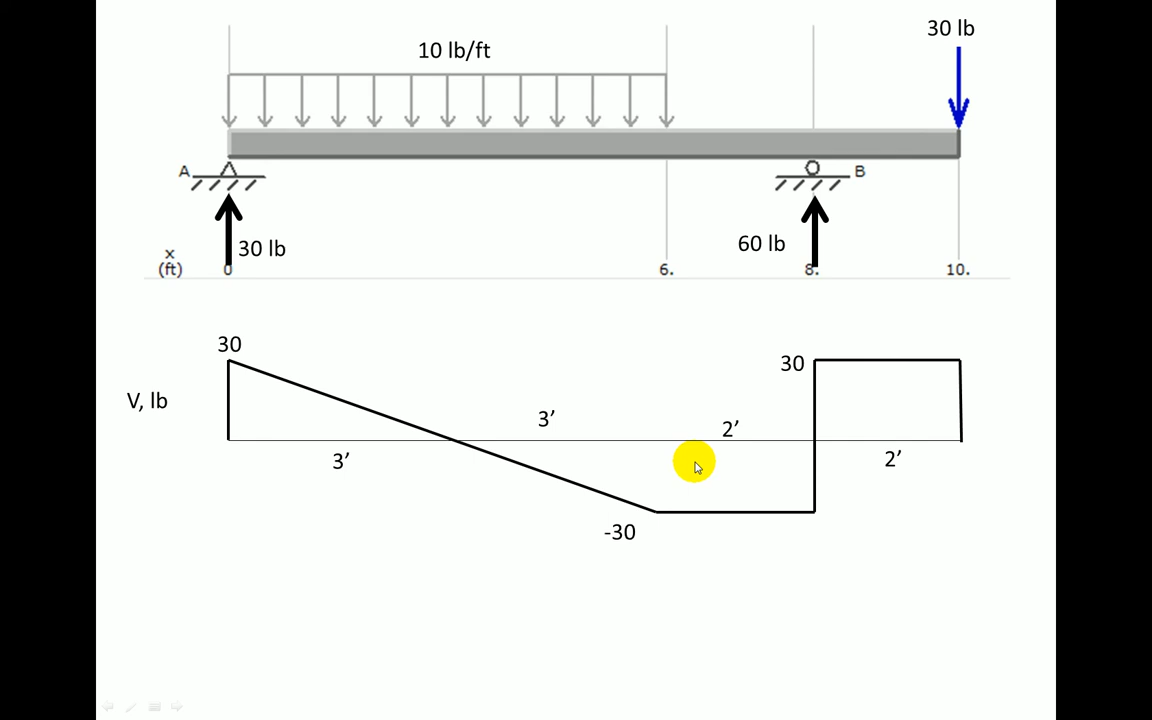 30 lb
10 lb/ft
A
B
30 lb
60 lb
x
(ft)
0
6.
8.
10.
30
30
V, lb
3’
2’
3’
2’
-30